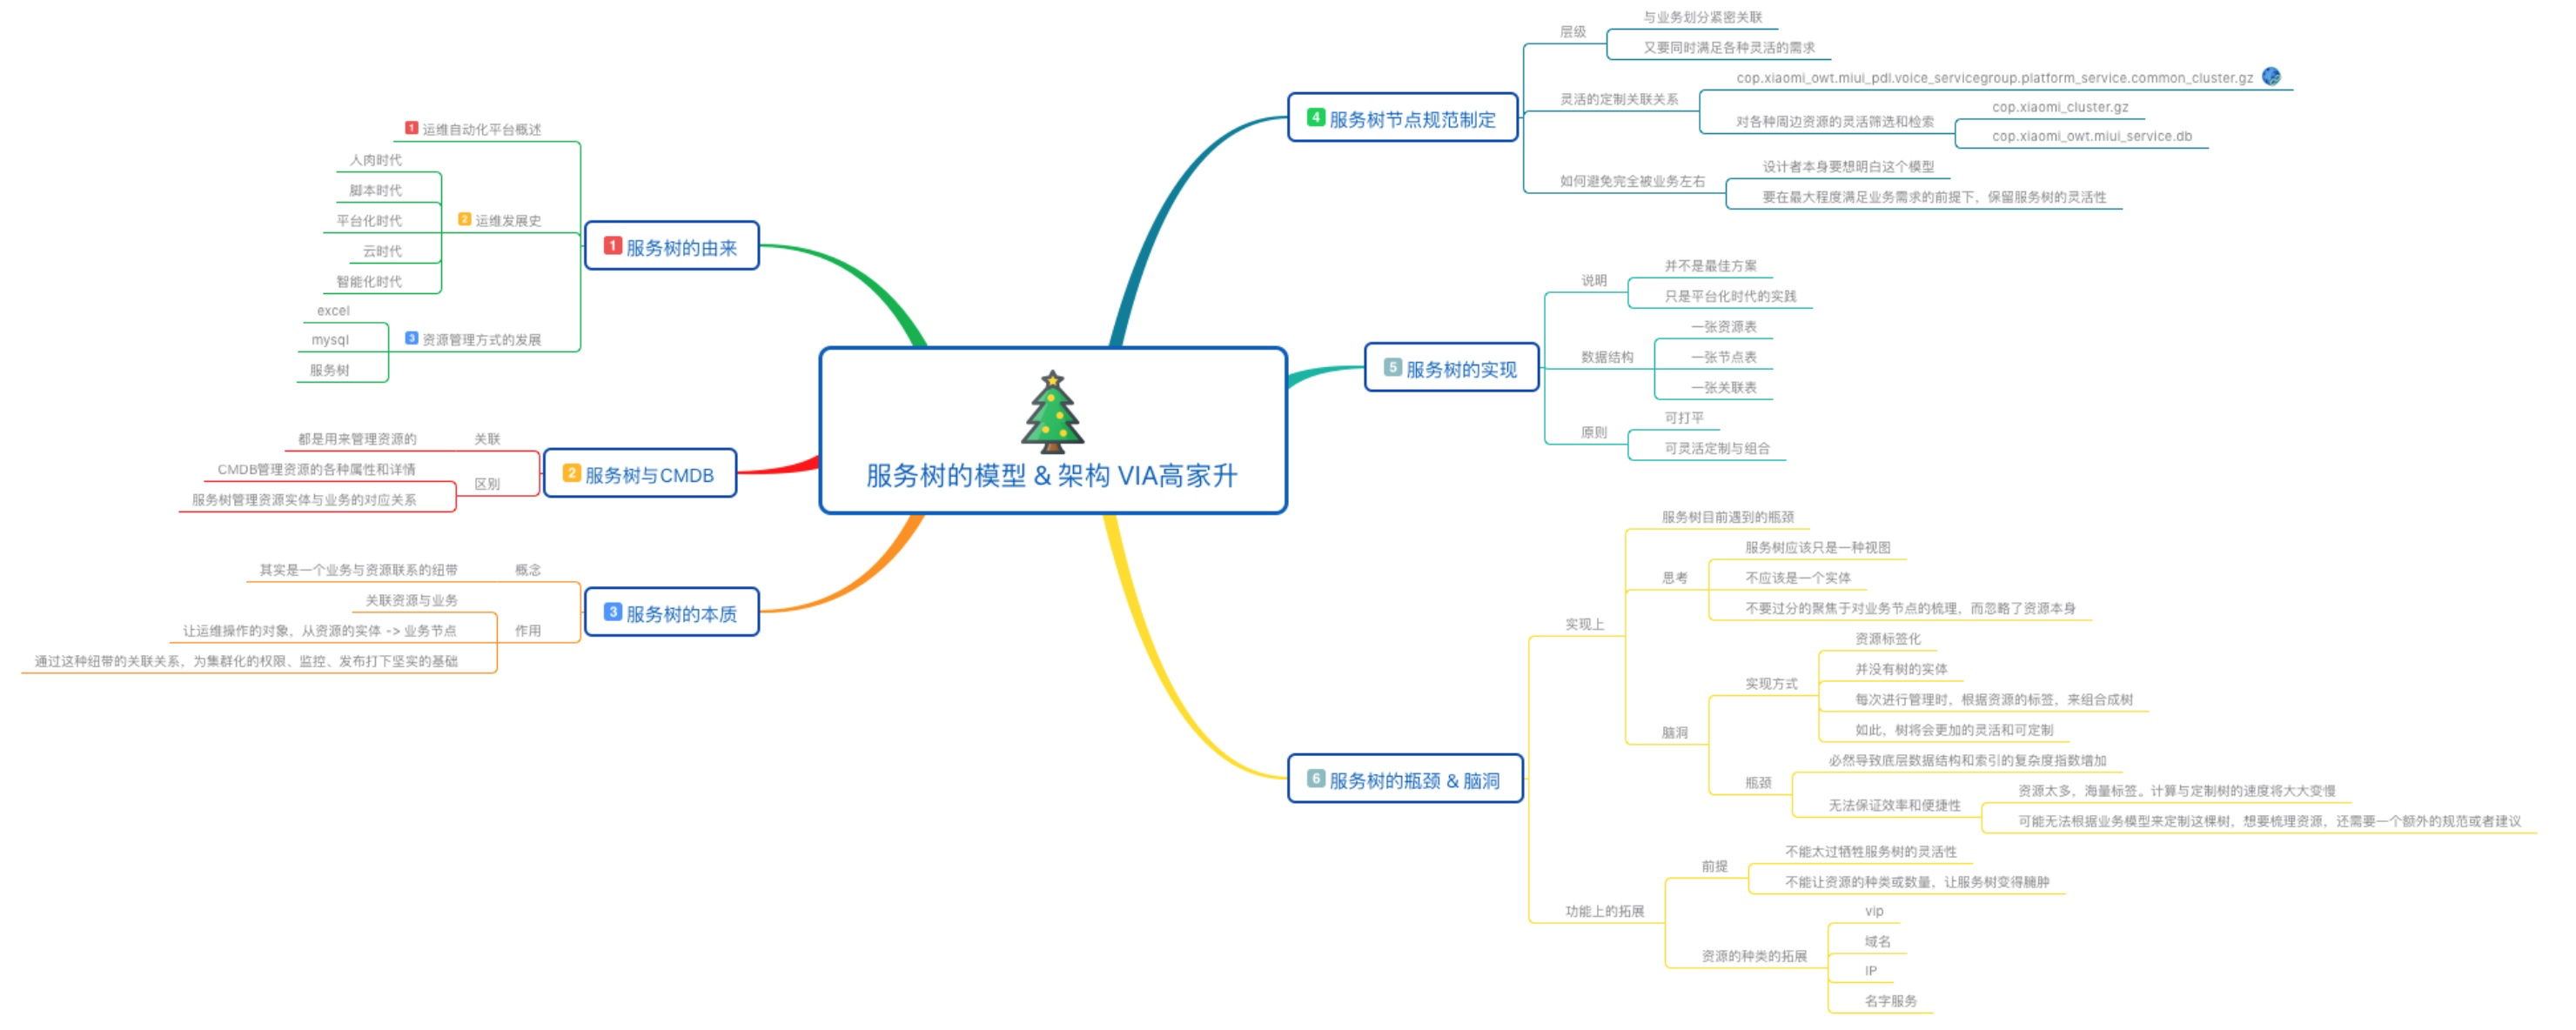 服务树的模型 & 架构 VIA高家升
1 服务树的由来
1 运维自动化平台概述
2 运维发展史
人肉时代
脚本时代
平台化时代
云时代
智能化时代
3 资源管理方式的发展
excel
mysql
服务树
2 服务树与CMDB
关联
都是用来管理资源的
区别
CMDB管理资源的各种属性和详情
服务树管理资源实体与业务的对应关系
3 服务树的本质
概念
其实是一个业务与资源联系的纽带
作用
关联资源与业务
让运维操作的对象，从资源的实体 -> 业务节点
通过这种纽带的关联关系，为集群化的权限、监控、发布打下坚实的基础
4 服务树节点规范制定
层级
与业务划分紧密关联
又要同时满足各种灵活的需求
灵活的定制关联关系
cop.xiaomi_owt.miui_pdl.voice_servicegroup.platform_service.common_cluster.gz
对各种周边资源的灵活筛选和检索
cop.xiaomi_cluster.gz
cop.xiaomi_owt.miui_service.db
如何避免完全被业务左右
设计者本身要想明白这个模型
要在最大程度满足业务需求的前提下，保留服务树的灵活性
5 服务树的实现
说明
并不是最佳方案
只是平台化时代的实践
数据结构
一张资源表
一张节点表
一张关联表
原则
可打平
可灵活定制与组合
6 服务树的瓶颈 & 脑洞
实现上
服务树目前遇到的瓶颈
思考
服务树应该只是一种视图
不应该是一个实体
不要过分的聚焦于对业务节点的梳理，而忽略了资源本身
脑洞
实现方式
资源标签化
并没有树的实体
每次进行管理时，根据资源的标签，来组合成树
如此，树将会更加的灵活和可定制
瓶颈
必然导致底层数据结构和索引的复杂度指数增加
无法保证效率和便捷性
资源太多，海量标签。计算与定制树的速度将大大变慢
可能无法根据业务模型来定制这棵树，想要梳理资源，还需要一个额外的规范或者建议
功能上的拓展
前提
不能太过牺牲服务树的灵活性
不能让资源的种类或数量，让服务树变得臃肿
资源的种类的拓展
vip
域名
IP
名字服务